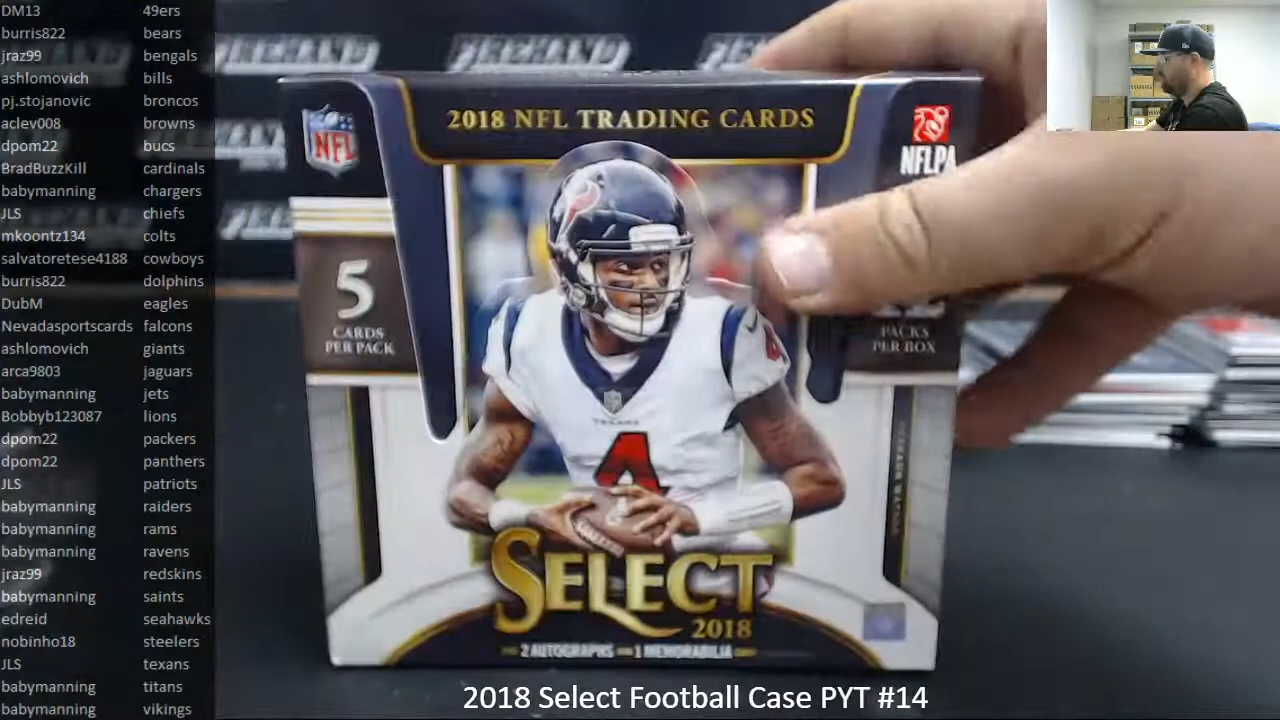 DM13 49ers
burris822 bears
jraz99 bengals
ashlomovich bills
pj.stojanovic broncos
aclev008 browns
dpom22 bucs
BradBuzzKill cardinals
babymanning chargers
JLS chiefs
mkoontz134 colts
salvatoretese4188 cowboys
burris822 dolphins
DubM eagles
Nevadasportscards falcons
ashlomovich giants
arca9803 jaguars
babymanning jets
Bobbyb123087 lions
dpom22 packers
dpom22 panthers
JLS patriots
babymanning raiders
babymanning rams
babymanning ravens
jraz99 redskins
babymanning saints
edreid seahawks
nobinho18 steelers
JLS texans
babymanning titans
babymanning vikings
FIREHAND FIREHAND
2018 NFL TRADING CARDS
NFL
NFLPA
5
CARDS
PER PACK
PACKS
PER BOX
TEXANS
4
4
SELECT
2018
2 AUTOGRAPHS 1 MEMORABILIA
2018 Select Football Case PYT #14